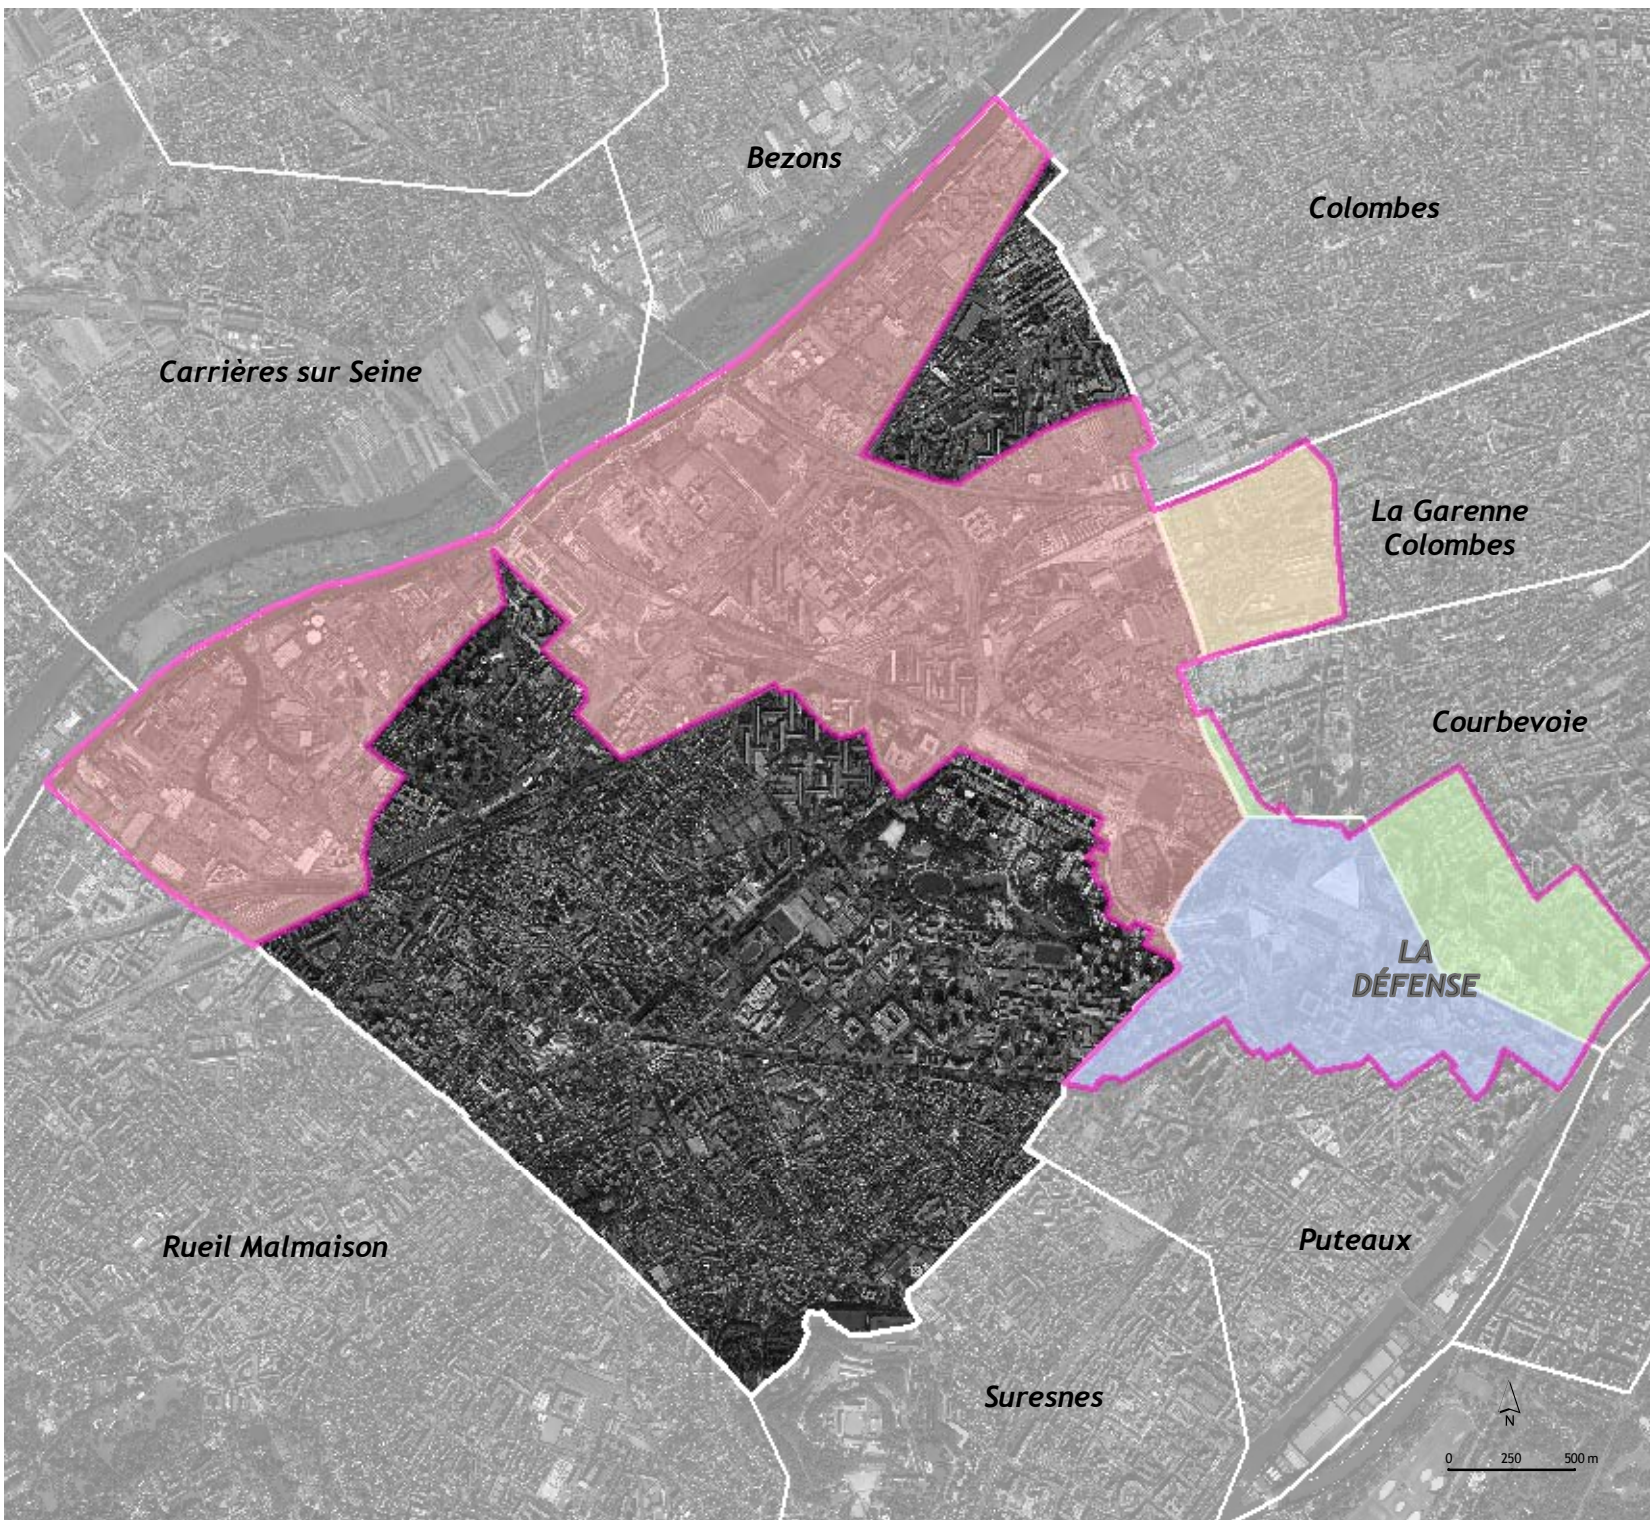 Bezons
Colombes
Carrières sur Seine
La Garenne
Colombes
Courbevoie
LA
DÉFENSE
Rueil Malmaison
Puteaux
Suresnes
N
0 250 500 m